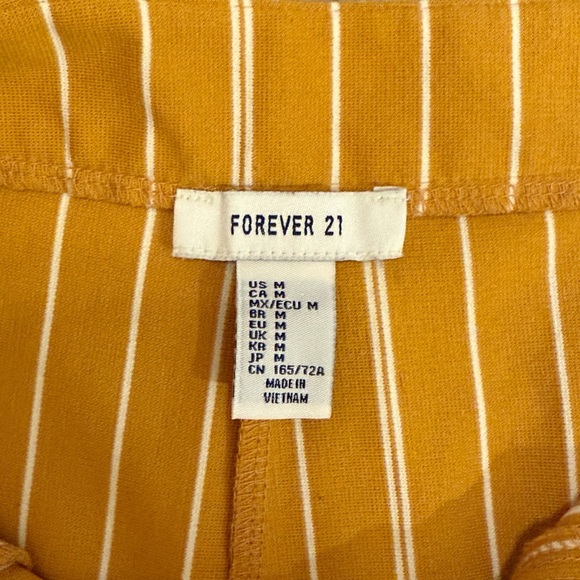 FOREVER 21
US M
CA M
MX/ECU M
BR M
EU M
UK M
KR M
JP M
CN 165/72A
MADE IN
VIETNAM